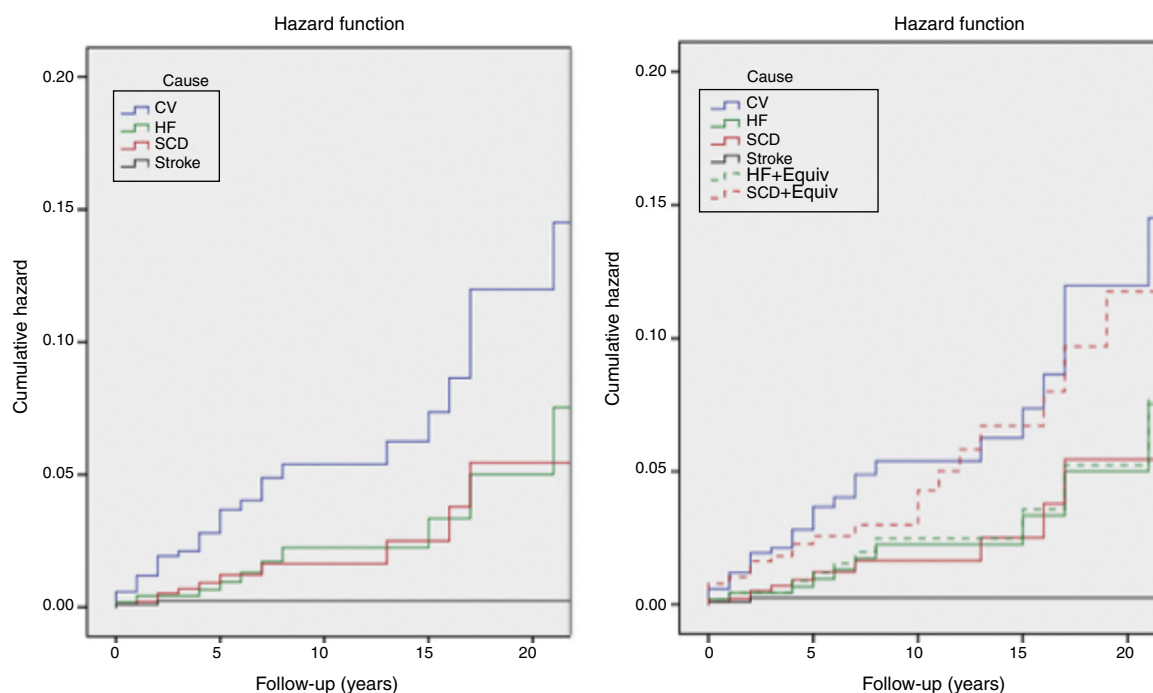 Hazard function
Cause
CV
HF
SCD
Stroke
0.20
0.15
0.10
0.05
0.00
Cumulative hazard
0 5 10 15 20
Follow-up (years)
Hazard function
Cause
CV
HF
SCD
Stroke
HF+Equiv
SCD+Equiv
0.20
0.15
0.10
0.05
0.00
Cumulative hazard
0 5 10 15 20
Follow-up (years)